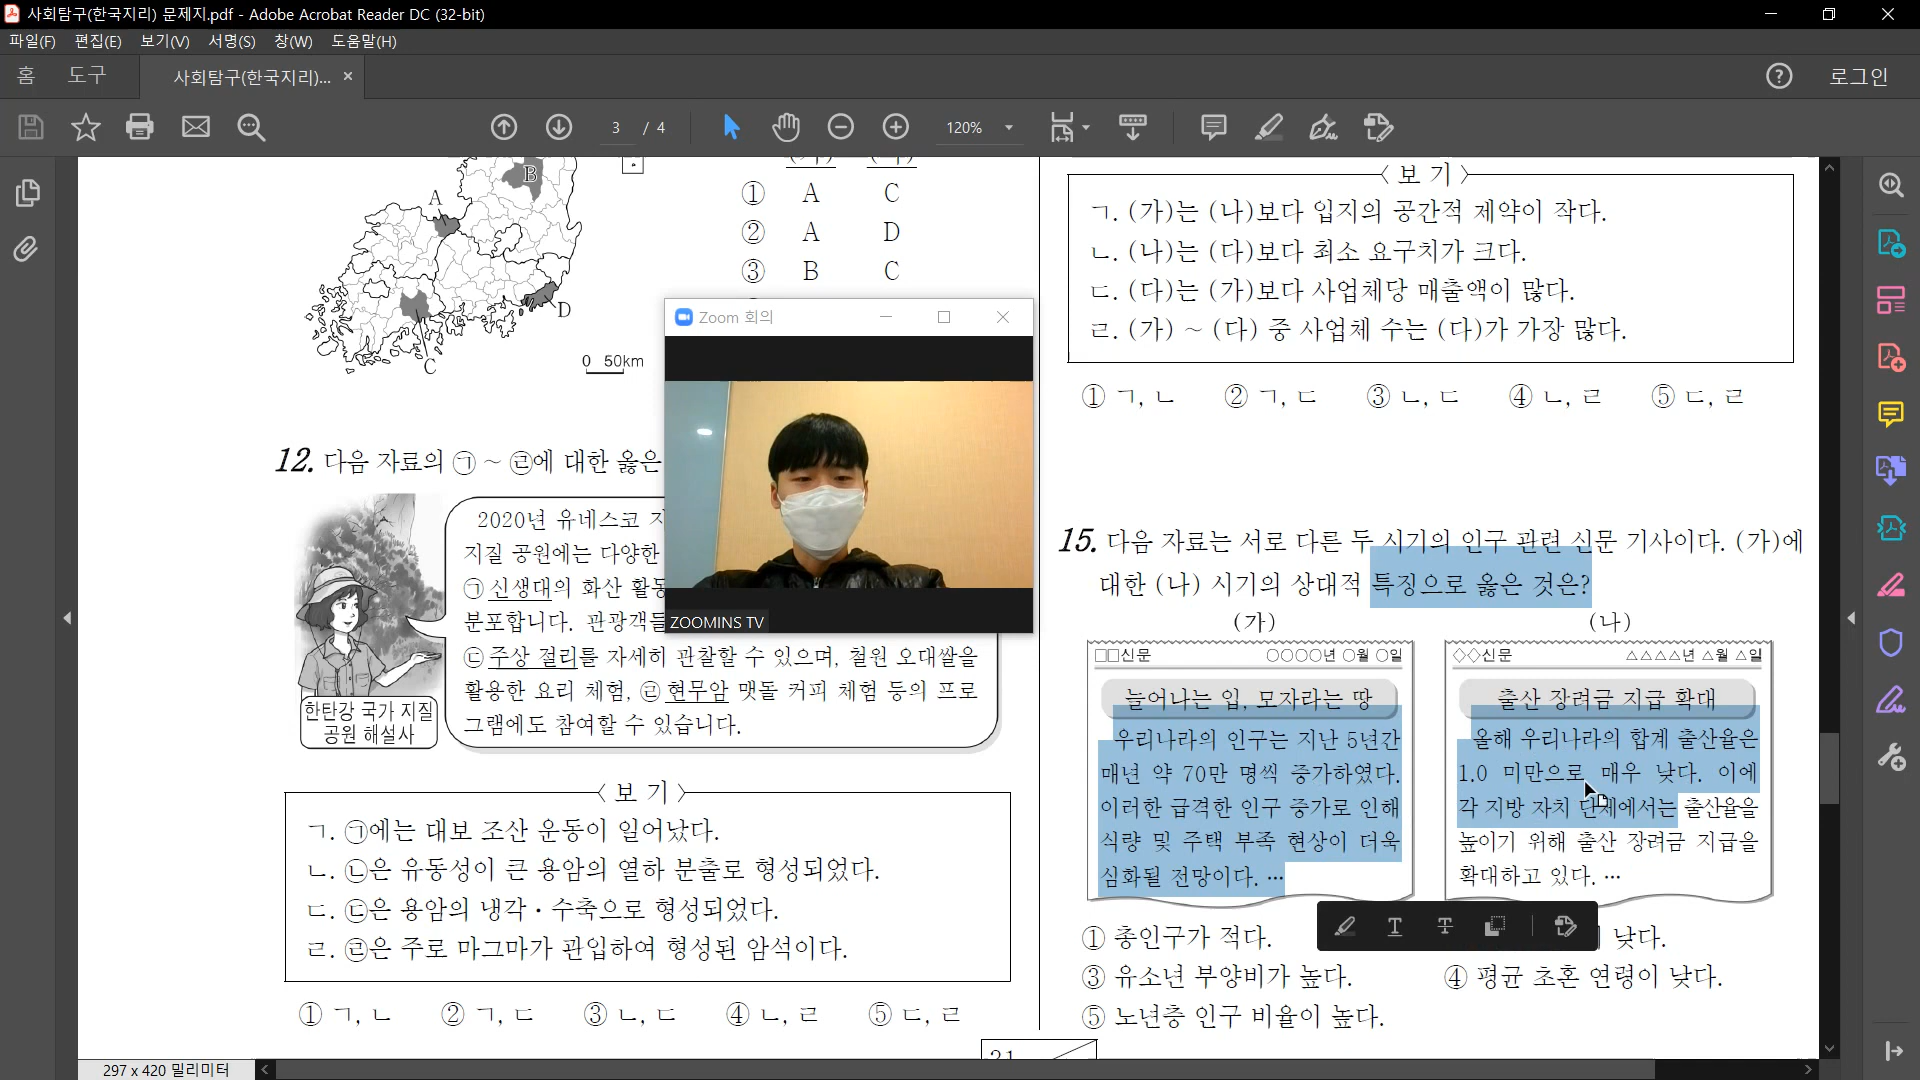 사회탐구(한국지리) 문제지.pdf - Adobe Acrobat Reader DC (32-bit)
파일(F) 편집(E) 보기(V) 서명(S) 창(W) 도움말(H)
홈 도구 사회탐구(한국지리)... × 로그인
3 / 4 120%
B
A
D
C
0 50km
① A C
② A D
③ B C
Zoom 회의
ZOOMINS TV
12. 다음 자료의 ㉠ ~ ㉣에 대한 옳은
2020년 유네스코
지질 공원에는 다양한
㉠ 신생대의 화산 활동
분포합니다. 관광객들
㉢ 주상 절리를 자세히 관찰할 수 있으며, 철원 오대쌀을
활용한 요리 체험, ㉣ 현무암 맷돌 커피 체험 등의 프로
그램에도 참여할 수 있습니다.
한탄강 국가 지질
공원 해설사
<보 기>
ㄱ. ㉠에는 대보 조산 운동이 일어났다.
ㄴ. ㉡은 유동성이 큰 용암의 열하 분출로 형성되었다.
ㄷ. ㉢은 용암의 냉각·수축으로 형성되었다.
ㄹ. ㉣은 주로 마그마가 관입하여 형성된 암석이다.
① ㄱ, ㄴ ② ㄱ, ㄷ ③ ㄴ, ㄷ ④ ㄴ, ㄹ ⑤ ㄷ, ㄹ
<보 기>
ㄱ. (가)는 (나)보다 입지의 공간적 제약이 작다.
ㄴ. (나)는 (다)보다 최소 요구치가 크다.
ㄷ. (다)는 (가)보다 사업체당 매출액이 많다.
ㄹ. (가) ~ (다) 중 사업체 수는 (다)가 가장 많다.
① ㄱ, ㄴ ② ㄱ, ㄷ ③ ㄴ, ㄷ ④ ㄴ, ㄹ ⑤ ㄷ, ㄹ
15. 다음 자료는 서로 다른 두 시기의 인구 관련 신문 기사이다. (가)에
대한 (나) 시기의 상대적 특징으로 옳은 것은?
(가)
□□신문 ○○○○년 ○월 ○일
늘어나는 입, 모자라는 땅
우리나라의 인구는 지난 5년간
매년 약 70만 명씩 증가하였다.
이러한 급격한 인구 증가로 인해
식량 및 주택 부족 현상이 더욱
심화될 전망이다. …
(나)
◇◇신문 △△△△년 △월 △일
출산 장려금 지급 확대
올해 우리나라의 합계 출산율은
1.0 미만으로 매우 낮다. 이에
각 지방 자치 단체에서는 출산율을
높이기 위해 출산 장려금 지급을
확대하고 있다. …
① 총인구가 적다. 낮다.
③ 유소년 부양비가 높다. ④ 평균 초혼 연령이 낮다.
⑤ 노년층 인구 비율이 높다.
297 x 420 밀리미터